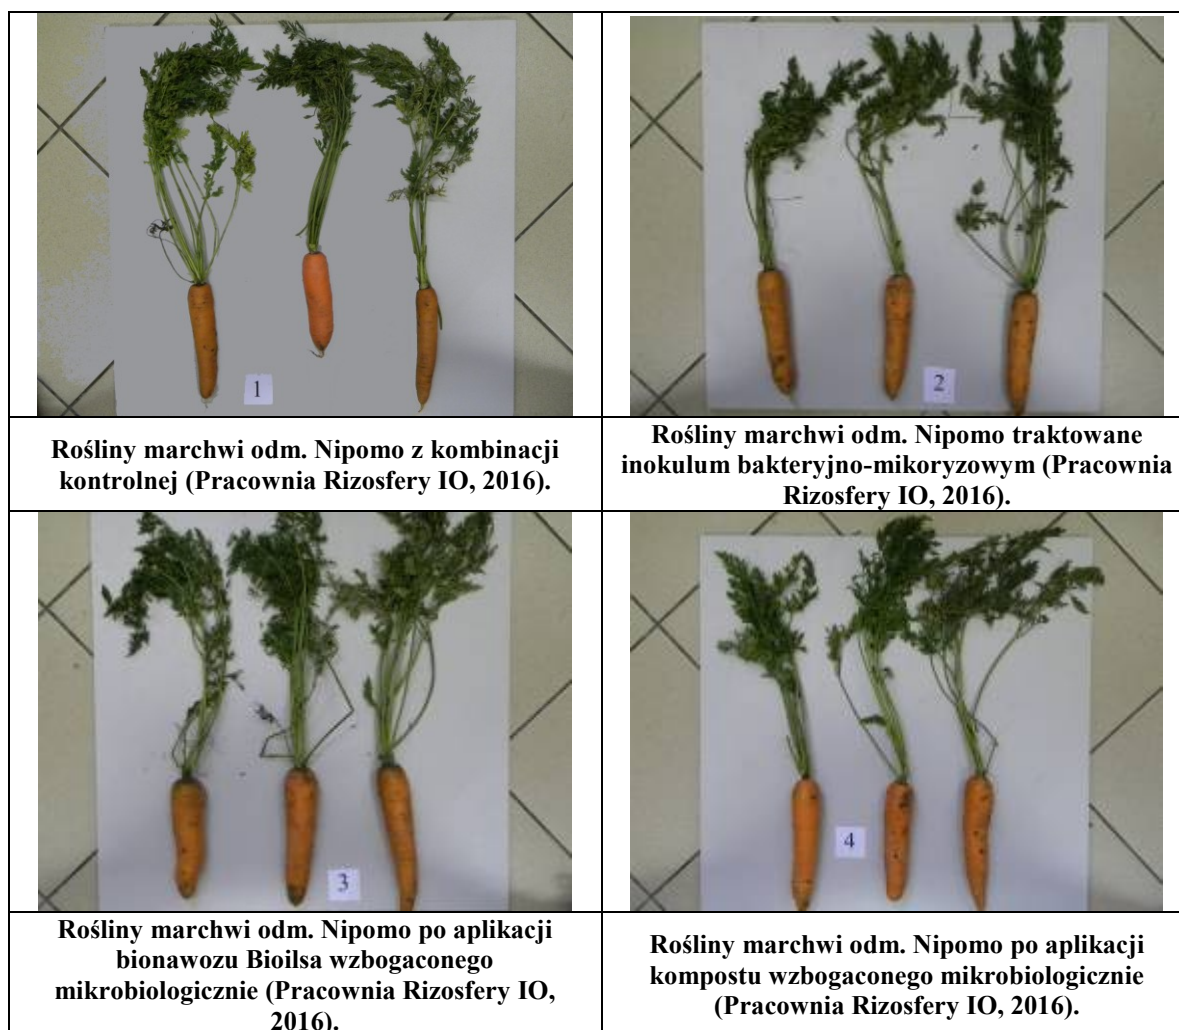 1
2
Rośliny marchwi odm. Nipomo z kombinacji
kontrolnej (Pracownia Rizosfery IO, 2016).
Rośliny marchwi odm. Nipomo traktowane
inokulum bakteryjno-mikoryzowym (Pracownia
Rizosfery IO, 2016).
3
4
Rośliny marchwi odm. Nipomo po aplikacji
bionawozu Bioilsa wzbogaconego
mikrobiologicznie (Pracownia Rizosfery IO,
2016).
Rośliny marchwi odm. Nipomo po aplikacji
kompostu wzbogaconego mikrobiologicznie
(Pracownia Rizosfery IO, 2016).